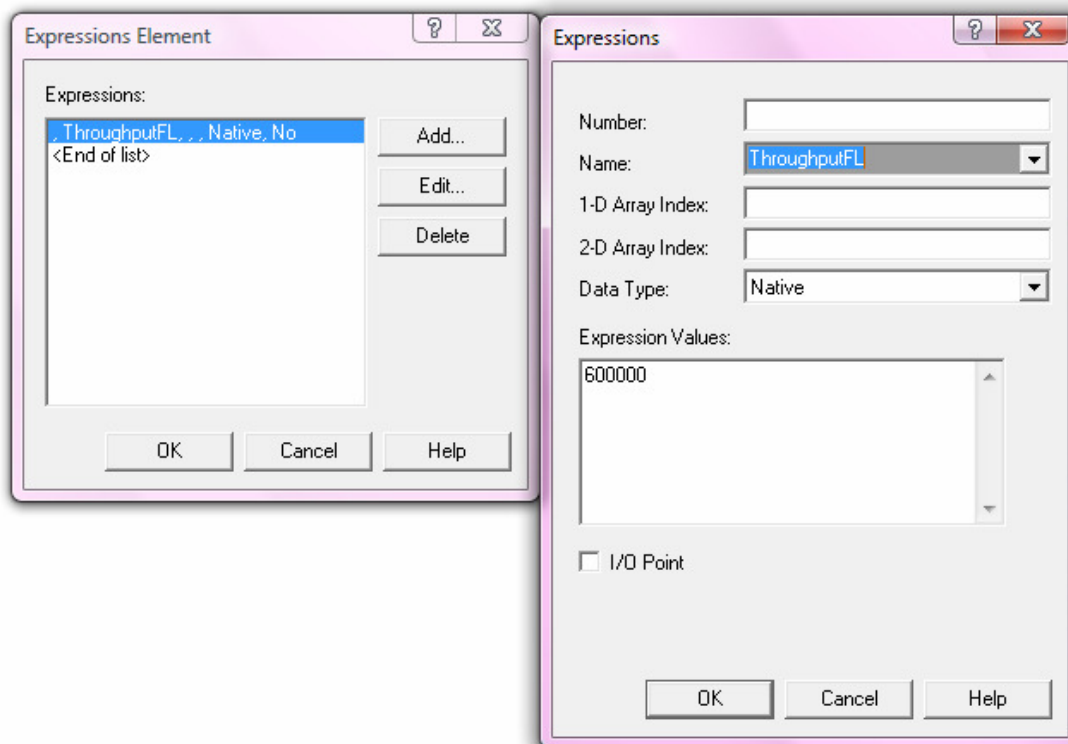 Expressions Element
Expressions:
, ThroughputFL, , , Native, No
<End of list>
Add...
Edit...
Delete
OK
Cancel
Help
Expressions
Number:
Name:
ThroughputFL
1-D Array Index:
2-D Array Index:
Data Type:
Native
Expression Values:
600000
I/O Point
OK
Cancel
Help